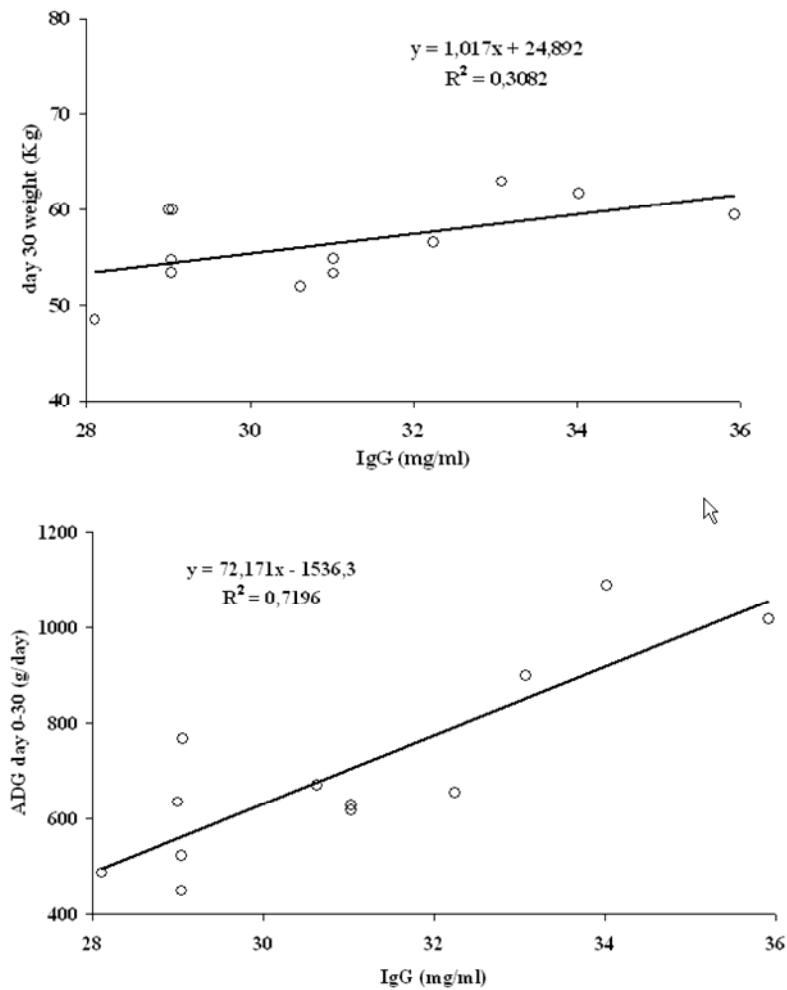 80
y = 1,017x + 24,892
R² = 0,3082
70
60
50
40
day 30 weight (Kg)
28 30 32 34 36
IgG (mg/ml)
1200
y = 72,171x - 1536,3
R² = 0,7196
1000
800
600
400
ADG day 0-30 (g/day)
28 30 32 34 36
IgG (mg/ml)